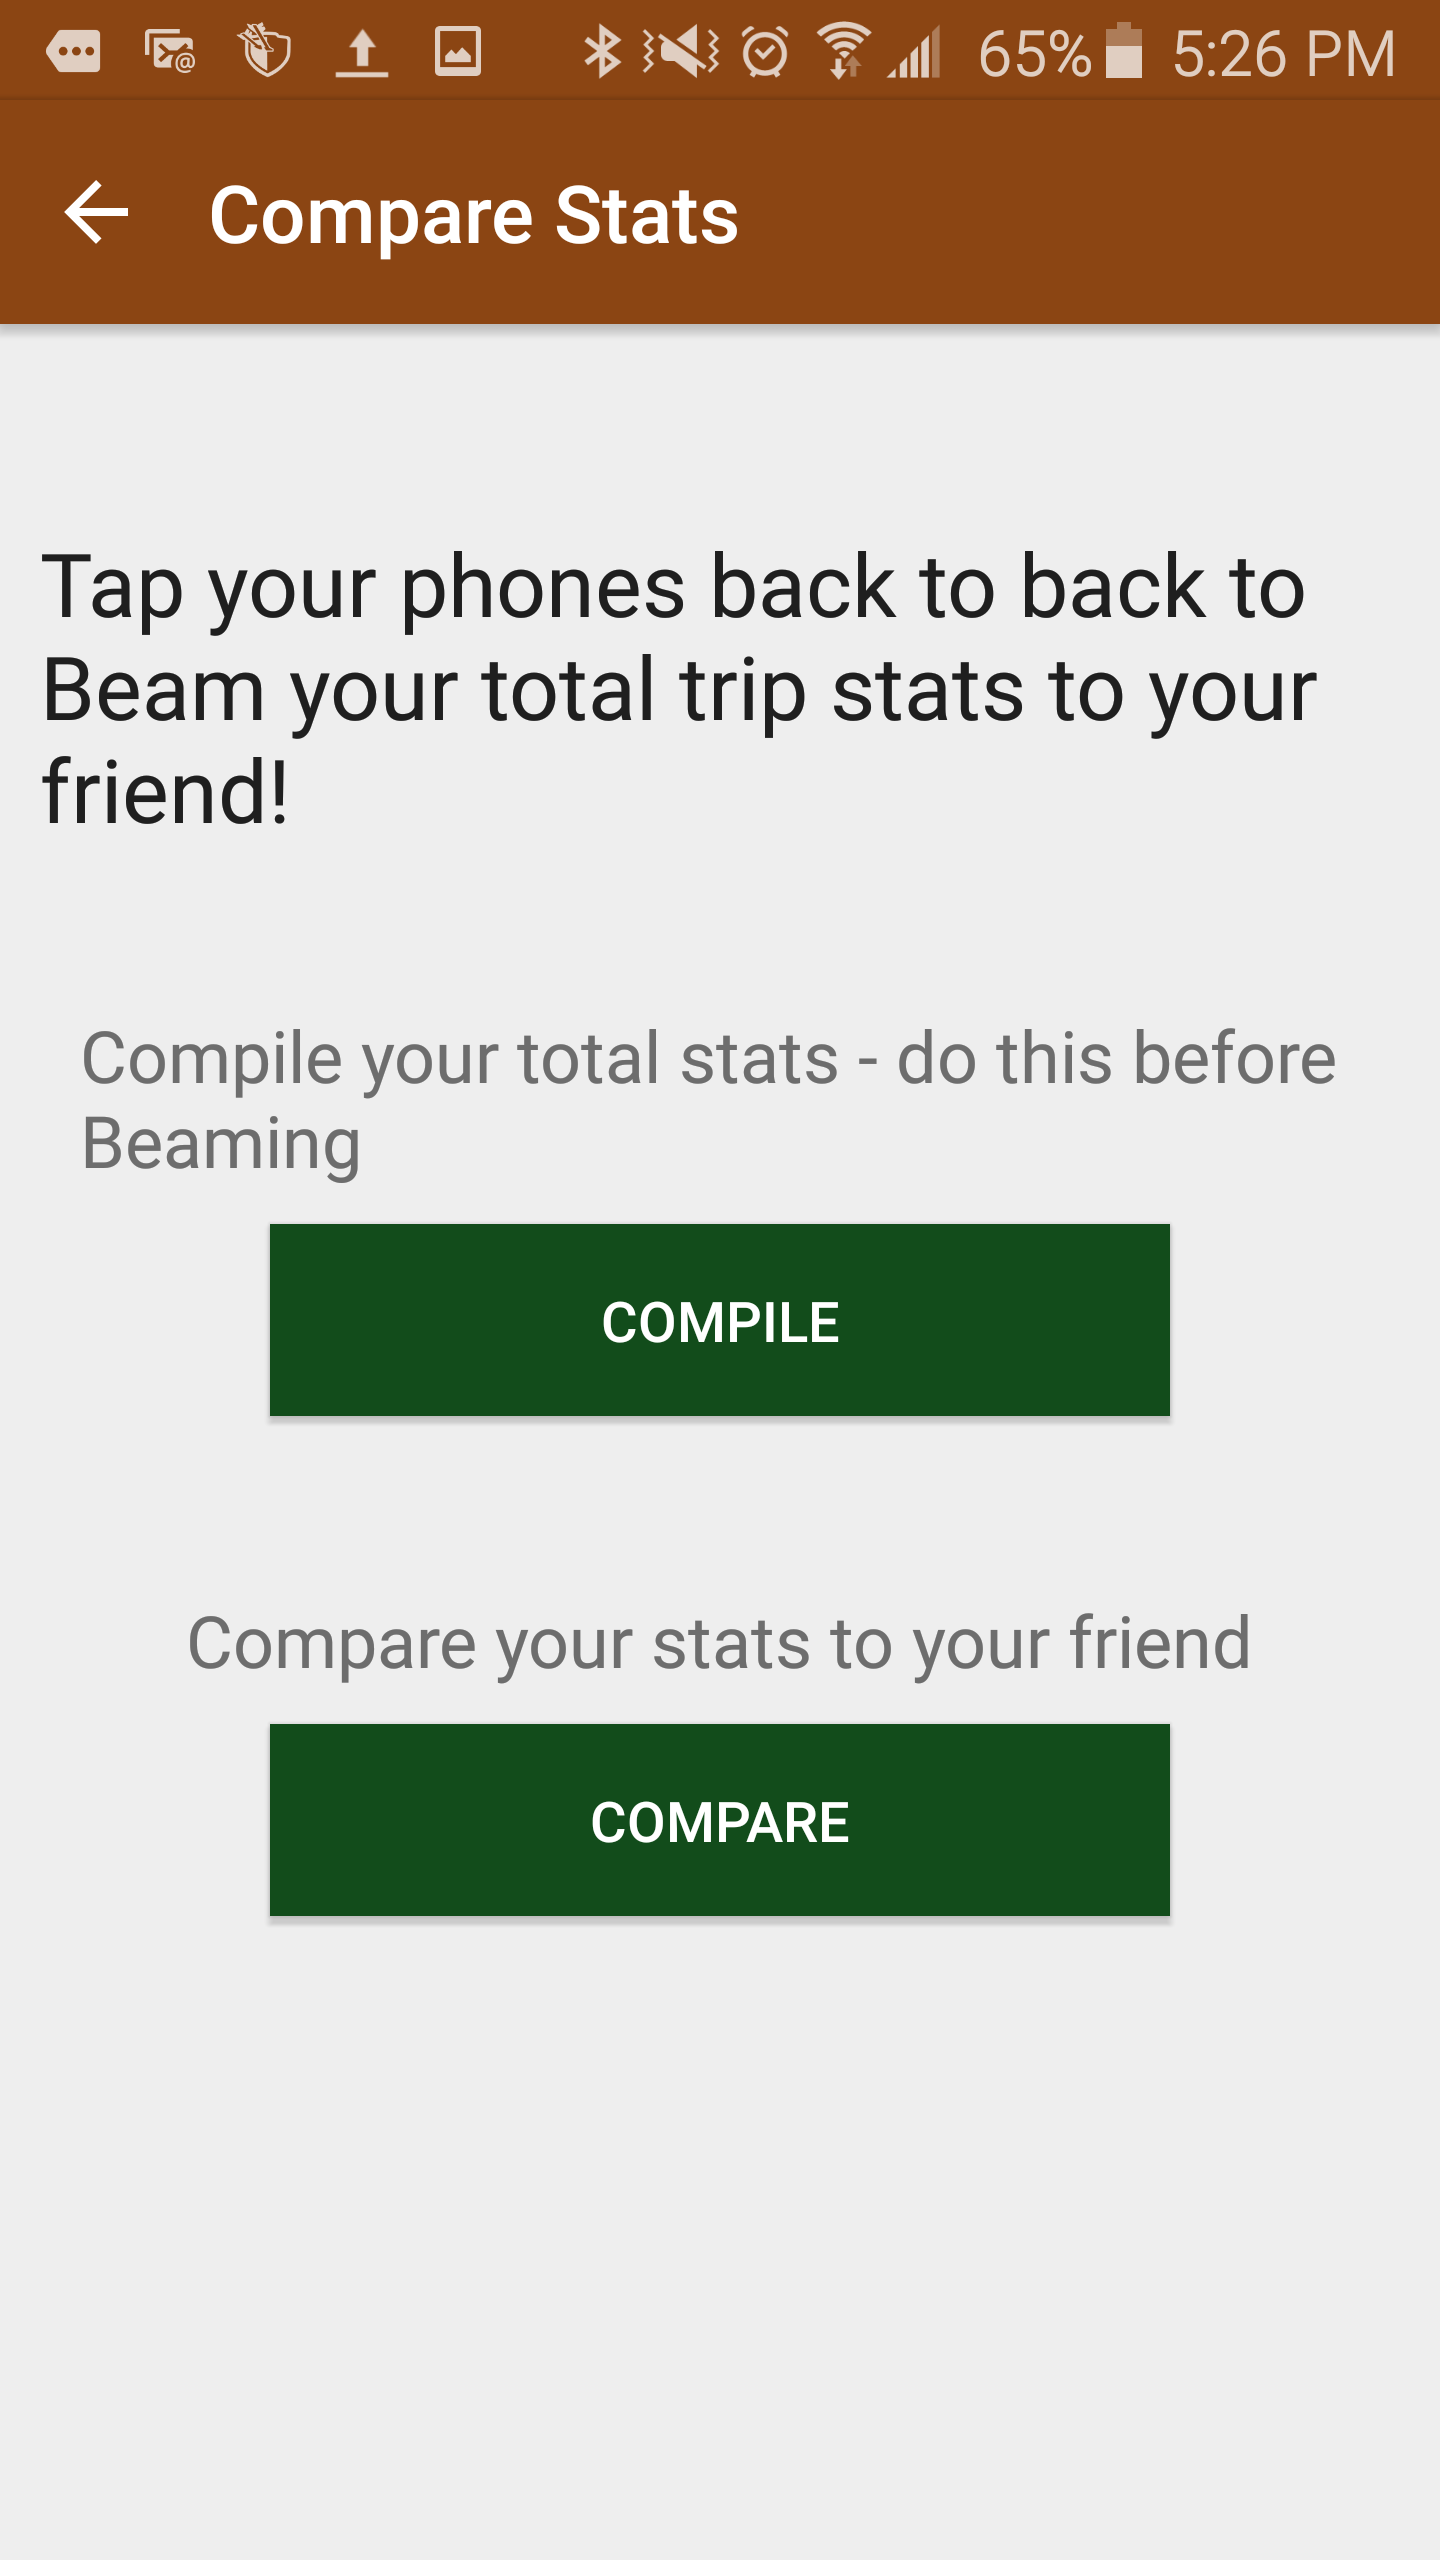 65% 5:26 PM
Compare Stats
Tap your phones back to back to
Beam your total trip stats to your
friend!
Compile your total stats - do this before
Beaming
COMPILE
Compare your stats to your friend
COMPARE